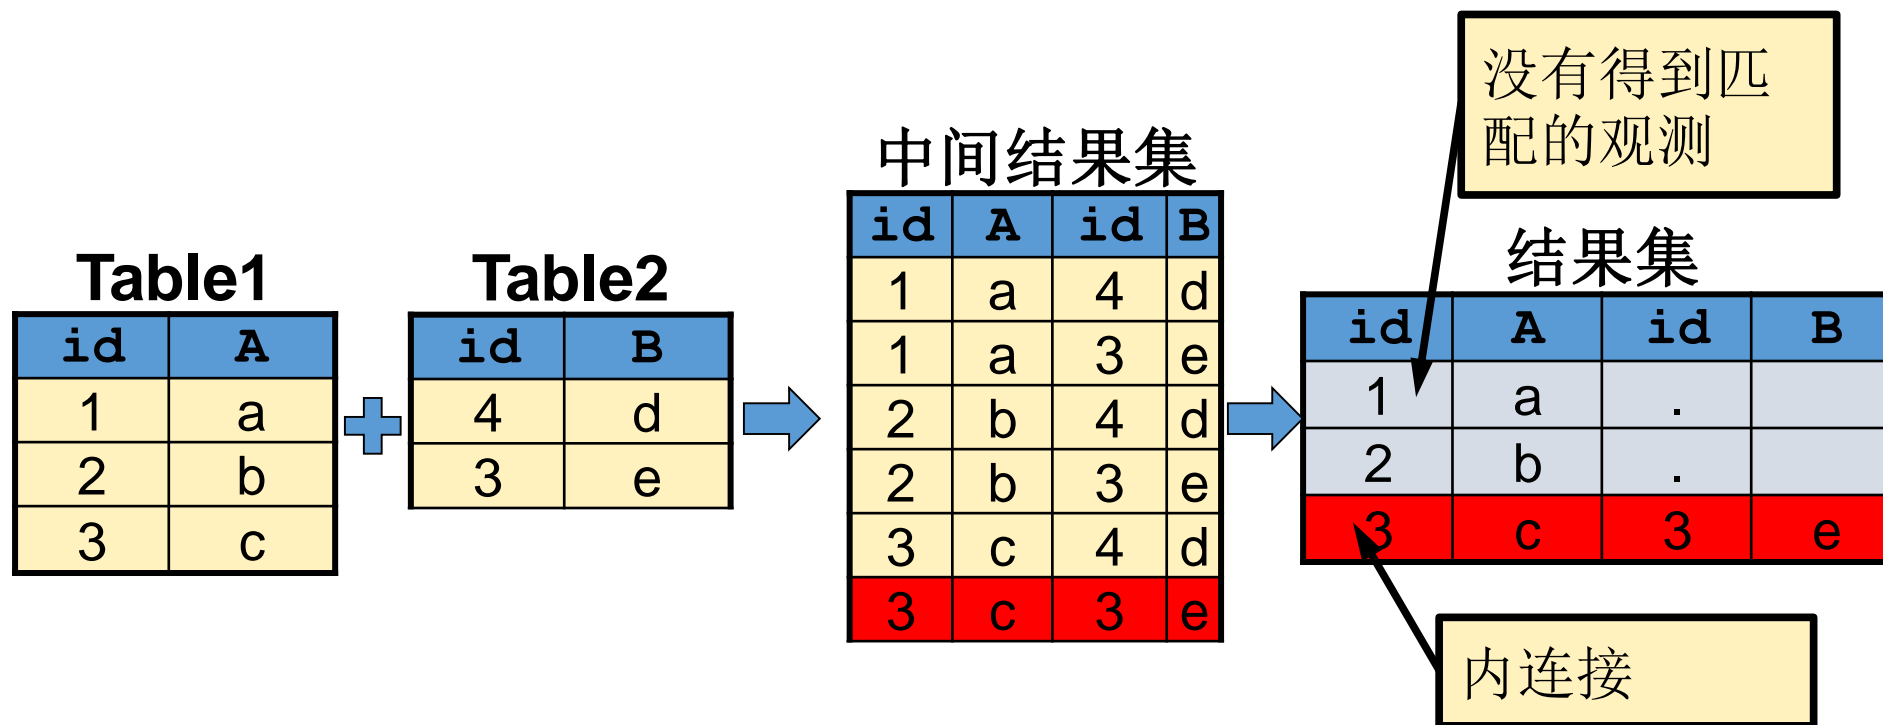 没有得到匹
配的观测
中间结果集
id A id B
1 a 4 d
1 a 3 e
2 b 4 d
2 b 3 e
3 c 4 d
3 c 3 e
Table1
id A
1 a
2 b
3 c
Table2
id B
4 d
3 e
结果集
id A id B
1 a .
2 b .
3 c 3 e
内连接